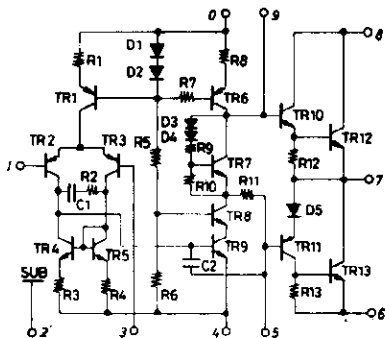 0 9
D1
8
R1
D2
R8
R7
TR1
TR6
TR10
TR2 TR3
D3
D4
TR12
R5
R9
R12
1
TR7
7
R2
R10
R11
C1
TR8
D5
TR4 TR5
TR9
TR11
SUB
C2
TR13
R3 R4
R6
R13
2 3 4 5 6